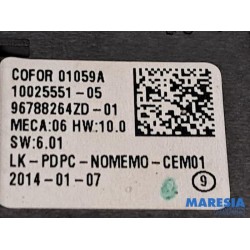 COFOR 01059A
10025551-05
96788264ZD-01
MECA:06 HW:10.0
SW:6.01
LK-PDPC-NOMEMO-CEM01
2014-01-07
9
MARESIA